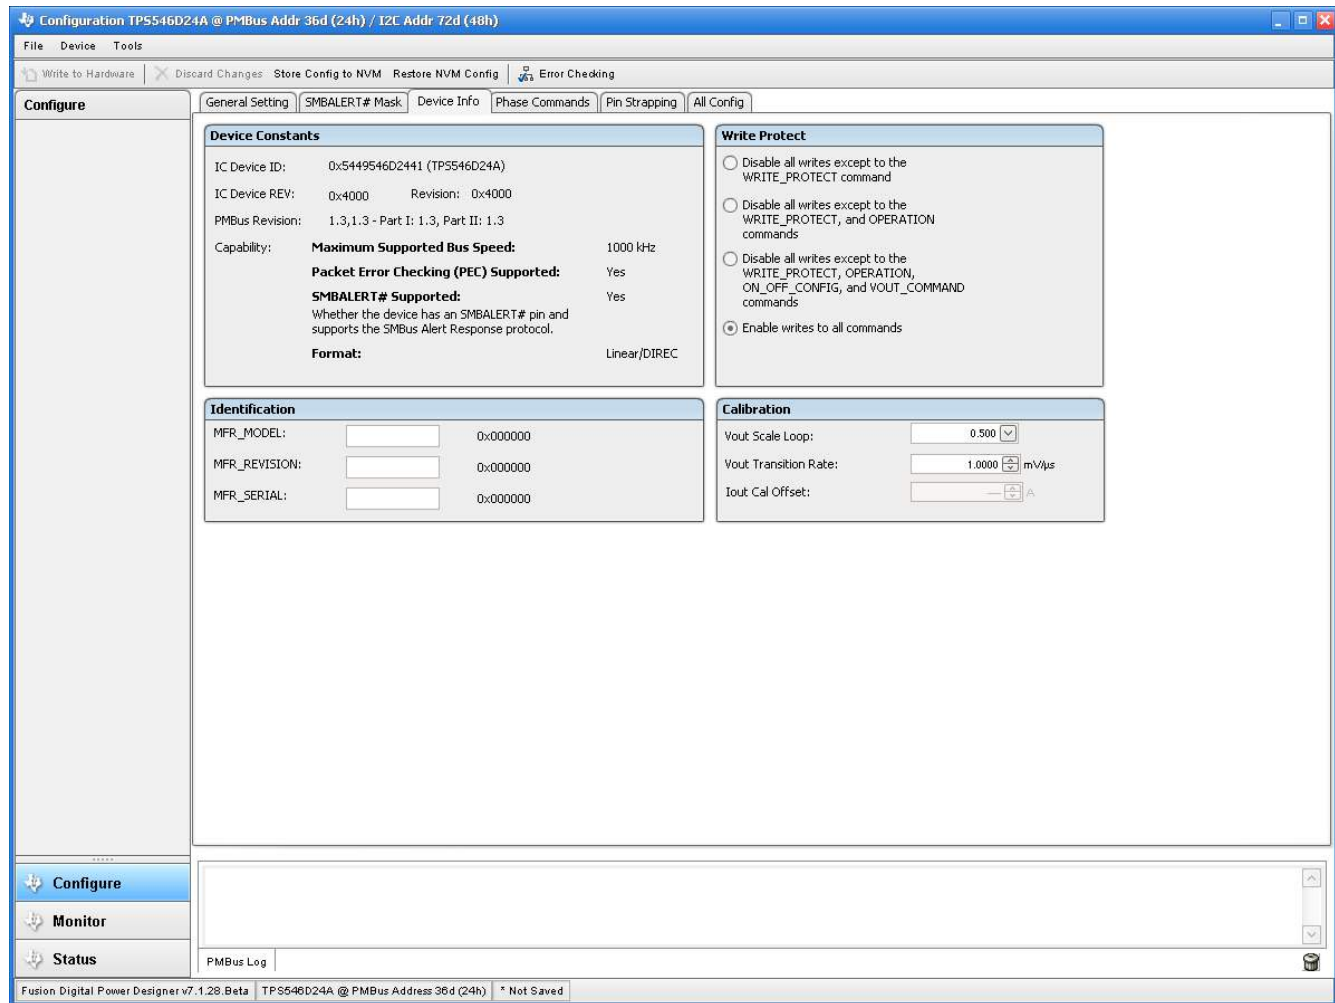 Configuration TPS546D24A @ PMBus Addr 36d (24h) / I2C Addr 72d (48h)
File Device Tools
Write to Hardware Discard Changes Store Config to NVM Restore NVM Config Error Checking
Configure
General Setting SMBALERT# Mask Device Info Phase Commands Pin Strapping All Config
Device Constants
IC Device ID: 0x5449546D2441 (TPS546D24A)
IC Device REV: 0x4000 Revision: 0x4000
PMBus Revision: 1.3,1.3 - Part I: 1.3, Part II: 1.3
Capability: Maximum Supported Bus Speed: 1000 kHz
Packet Error Checking (PEC) Supported: Yes
SMBALERT# Supported: Yes
Whether the device has an SMBALERT# pin and
supports the SMBus Alert Response protocol.
Format: Linear/DIREC
Write Protect
Disable all writes except to the
WRITE_PROTECT command
Disable all writes except to the
WRITE_PROTECT, and OPERATION
commands
Disable all writes except to the
WRITE_PROTECT, OPERATION,
ON_OFF_CONFIG, and VOUT_COMMAND
commands
Enable writes to all commands
Identification
MFR_MODEL: 0x000000
MFR_REVISION: 0x000000
MFR_SERIAL: 0x000000
Calibration
Vout Scale Loop: 0.500
Vout Transition Rate: 1.0000 mV/µs
Iout Cal Offset: — A
Configure
Monitor
Status
PMBus Log
Fusion Digital Power Designer v7.1.28.Beta TPS546D24A @ PMBus Address 36d (24h) * Not Saved